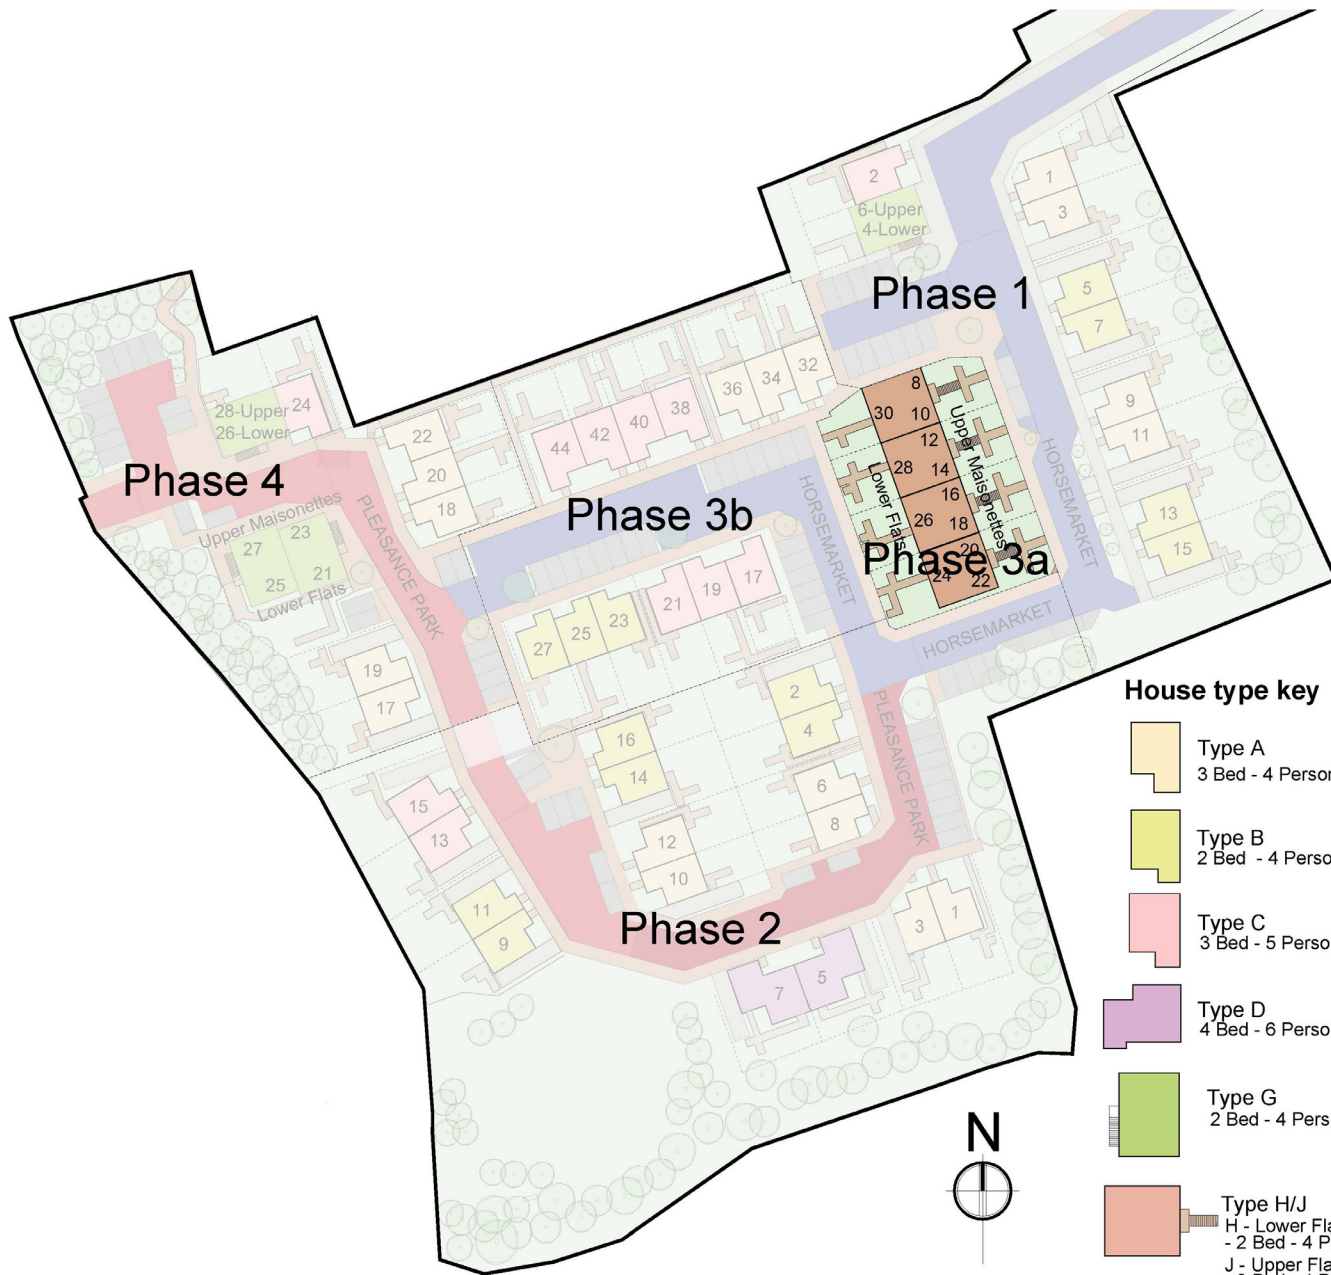 2
6-Upper
4-Lower
1
3
Phase 1
5
7
9
11
13
15
HORSEMARKET
36
34
32
44
42
40
38
8
30
10
12
28
14
16
26
18
20
24
22
Lower Flats
Upper Maisonettes
Phase 3a
HORSEMARKET
HORSEMARKET
24
28-Upper
26-Lower
22
20
18
Phase 4
Upper Maisonettes
27
23
25
21
Lower Flats
PLEASANCE PARK
19
17
Phase 3b
21
19
17
27
25
23
2
4
16
14
6
8
PLEASANCE PARK
12
10
15
13
11
9
Phase 2
3
1
7
5
N
House type key
Type A
3 Bed - 4 Person
Type B
2 Bed - 4 Perso
Type C
3 Bed - 5 Perso
Type D
4 Bed - 6 Perso
Type G
2 Bed - 4 Pers
Type H/J
H - Lower Fla
- 2 Bed - 4 P
J - Upper Fla